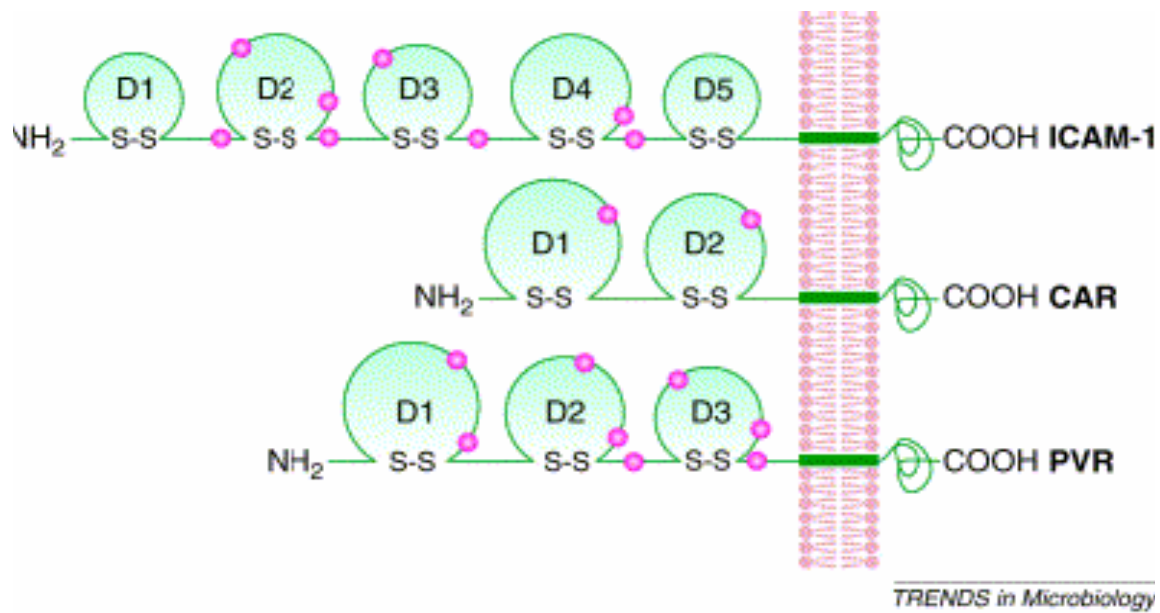 D1 D2 D3 D4 D5
NH2 S-S S-S S-S S-S S-S COOH ICAM-1
D1 D2
NH2 S-S S-S COOH CAR
D1 D2 D3
NH2 S-S S-S S-S COOH PVR
TRENDS in Microbiology